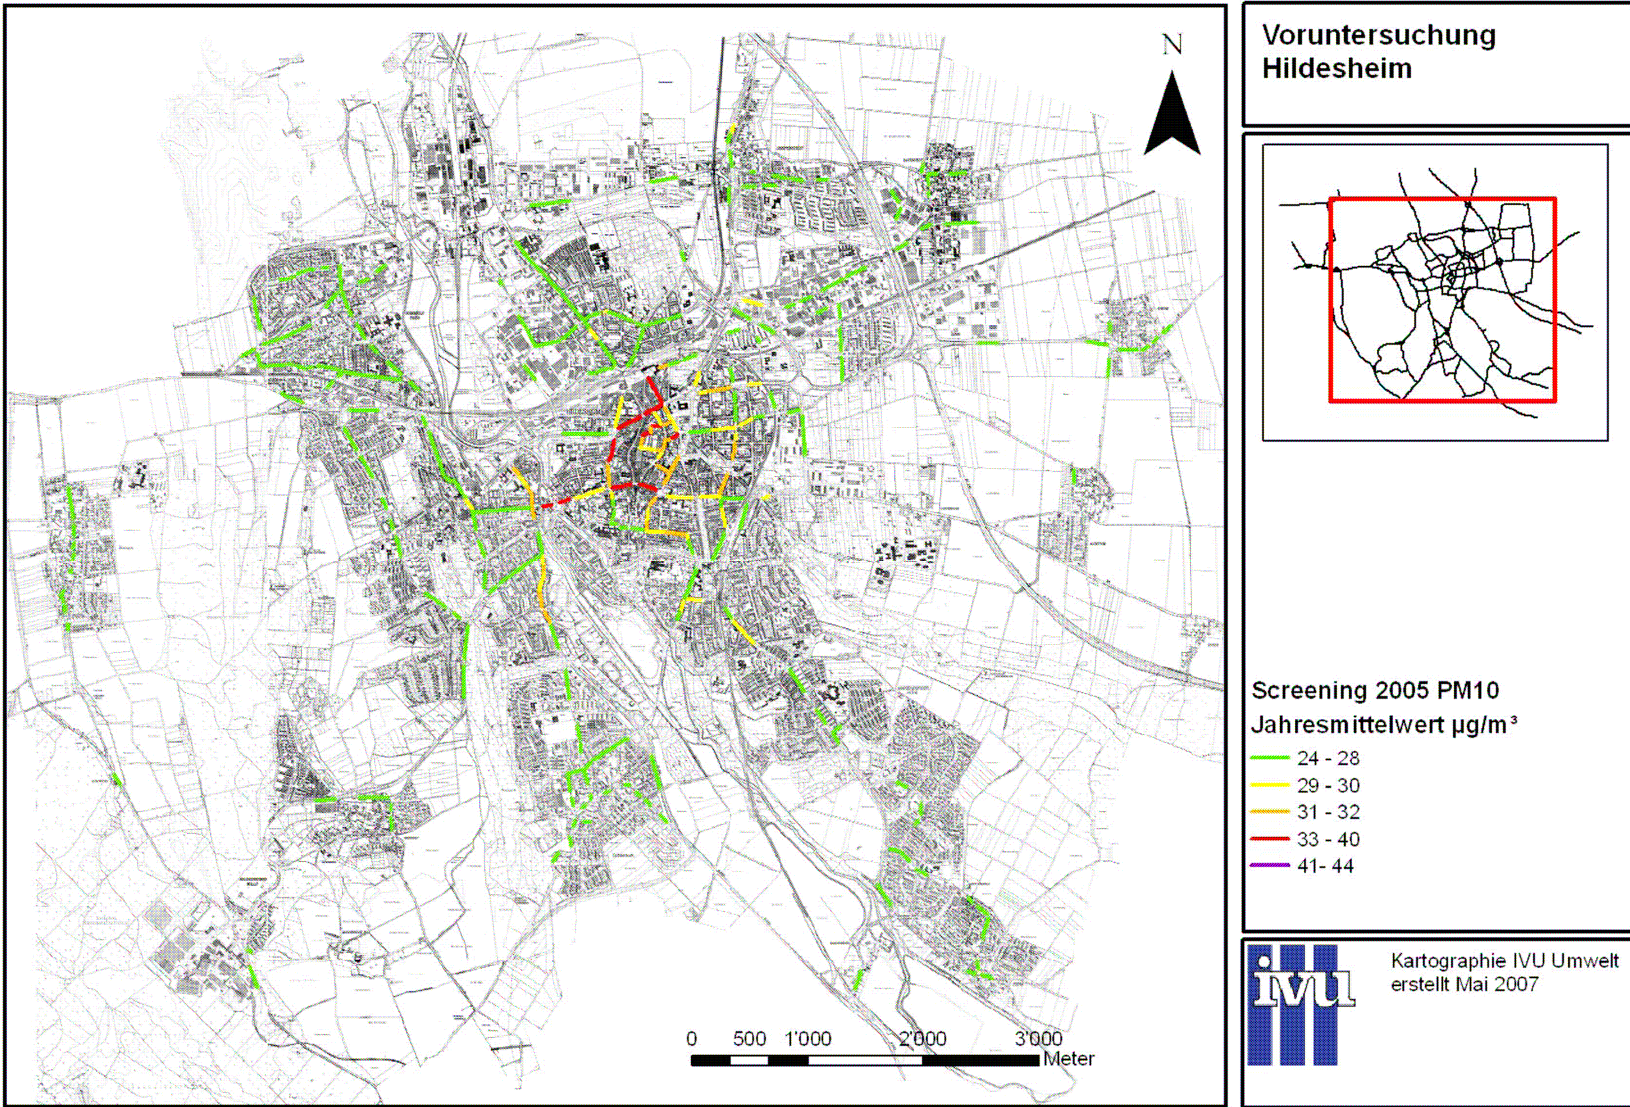 N
0 500 1'000 2'000 3'000
Meter
Voruntersuchung
Hildesheim
Screening 2005 PM10
Jahresmittelwert µg/m³
24 - 28
29 - 30
31 - 32
33 - 40
41- 44
ivu
Kartographie IVU Umwelt
erstellt Mai 2007